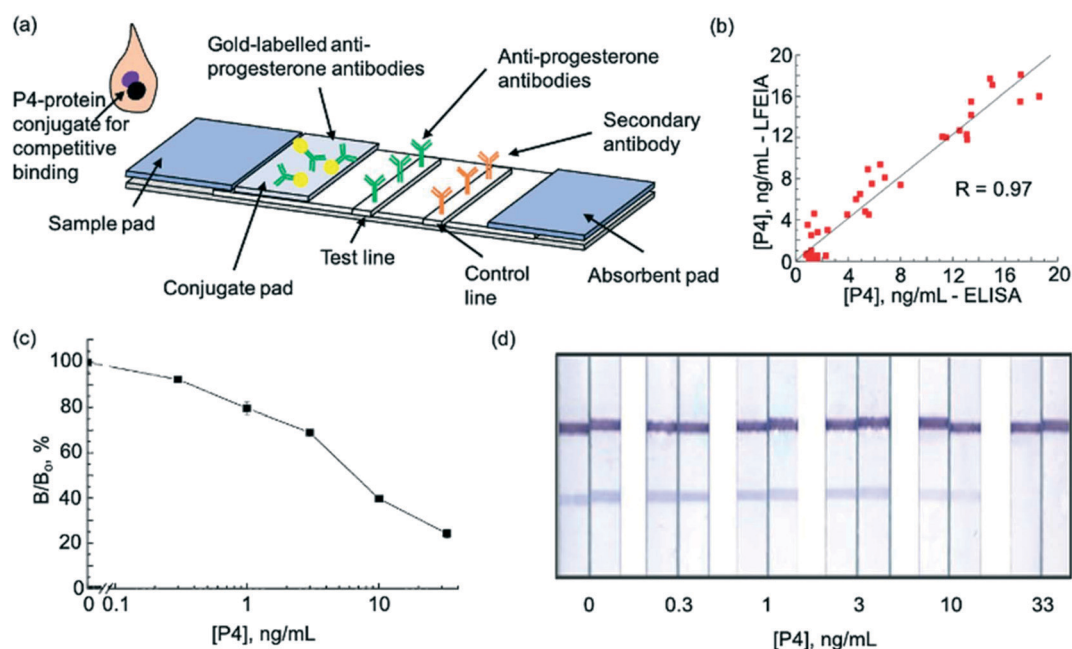 (a)
Gold-labelled anti-
progesterone antibodies
Anti-progesterone
antibodies
P4-protein
conjugate for
competitive
binding
Secondary
antibody
Sample pad
Conjugate pad
Test line
Control
line
Absorbent pad
(b)
[P4], ng/mL - LFEIA
20
16
12
8
4
0
R = 0.97
0 4 8 12 16 20
[P4], ng/mL - ELISA
(c)
B/B₀, %
100
80
60
40
20
0
0 0.1 1 10
[P4], ng/mL
(d)
0 0.3 1 3 10 33
[P4], ng/mL